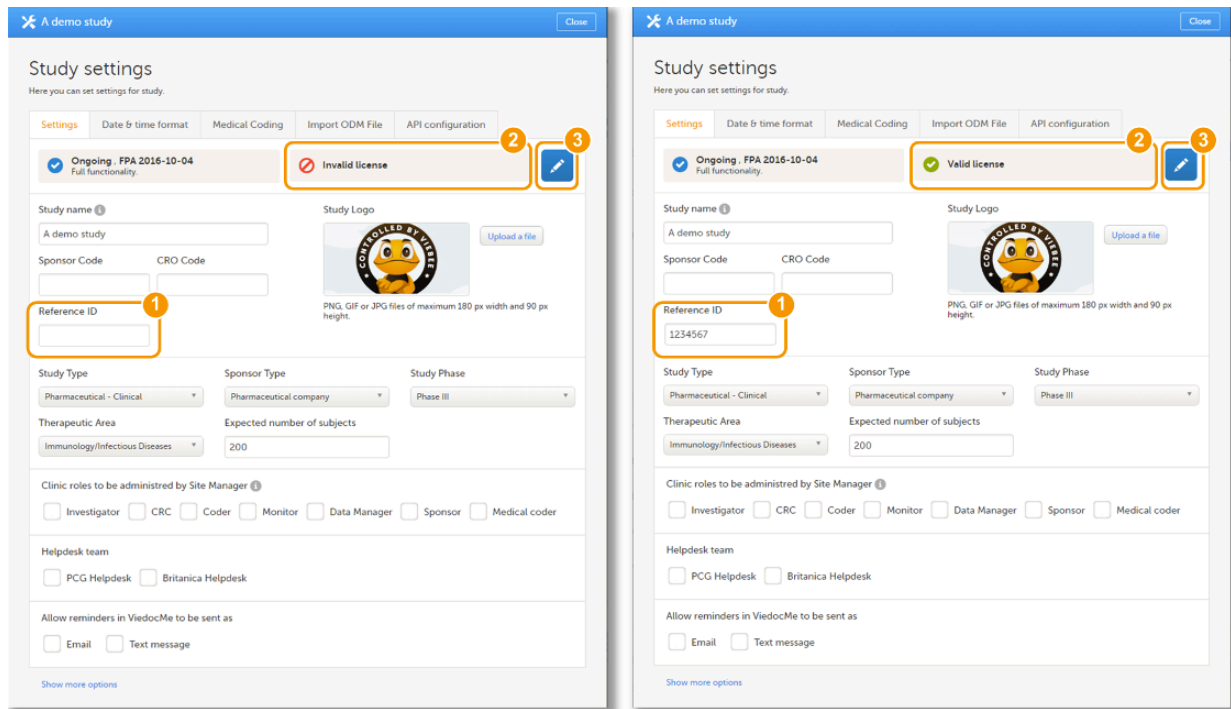 A demo study
Close
Study settings
Here you can set settings for study.
Settings Date & time format Medical Coding Import ODM File API configuration
2
3
Ongoing , FPA 2016-10-04
Full functionality.
Invalid license
Study name
A demo study
Study Logo
CONTROLLED BY VIEBEE
Upload a file
Sponsor Code CRO Code
PNG, GIF or JPG files of maximum 180 px width and 90 px
height.
1
Reference ID
Study Type Sponsor Type Study Phase
Pharmaceutical - Clinical Pharmaceutical company Phase III
Therapeutic Area Expected number of subjects
Immunology/Infectious Diseases 200
Clinic roles to be administred by Site Manager
Investigator CRC Coder Monitor Data Manager Sponsor Medical coder
Helpdesk team
PCG Helpdesk Britanica Helpdesk
Allow reminders in ViedocMe to be sent as
Email Text message
Show more options
A demo study
Close
Study settings
Here you can set settings for study.
Settings Date & time format Medical Coding Import ODM File API configuration
2
3
Ongoing , FPA 2016-10-04
Full functionality.
Valid license
Study name
A demo study
Study Logo
CONTROLLED BY VIEBEE
Upload a file
Sponsor Code CRO Code
PNG, GIF or JPG files of maximum 180 px width and 90 px
height.
1
Reference ID
1234567
Study Type Sponsor Type Study Phase
Pharmaceutical - Clinical Pharmaceutical company Phase III
Therapeutic Area Expected number of subjects
Immunology/Infectious Diseases 200
Clinic roles to be administred by Site Manager
Investigator CRC Coder Monitor Data Manager Sponsor Medical coder
Helpdesk team
PCG Helpdesk Britanica Helpdesk
Allow reminders in ViedocMe to be sent as
Email Text message
Show more options